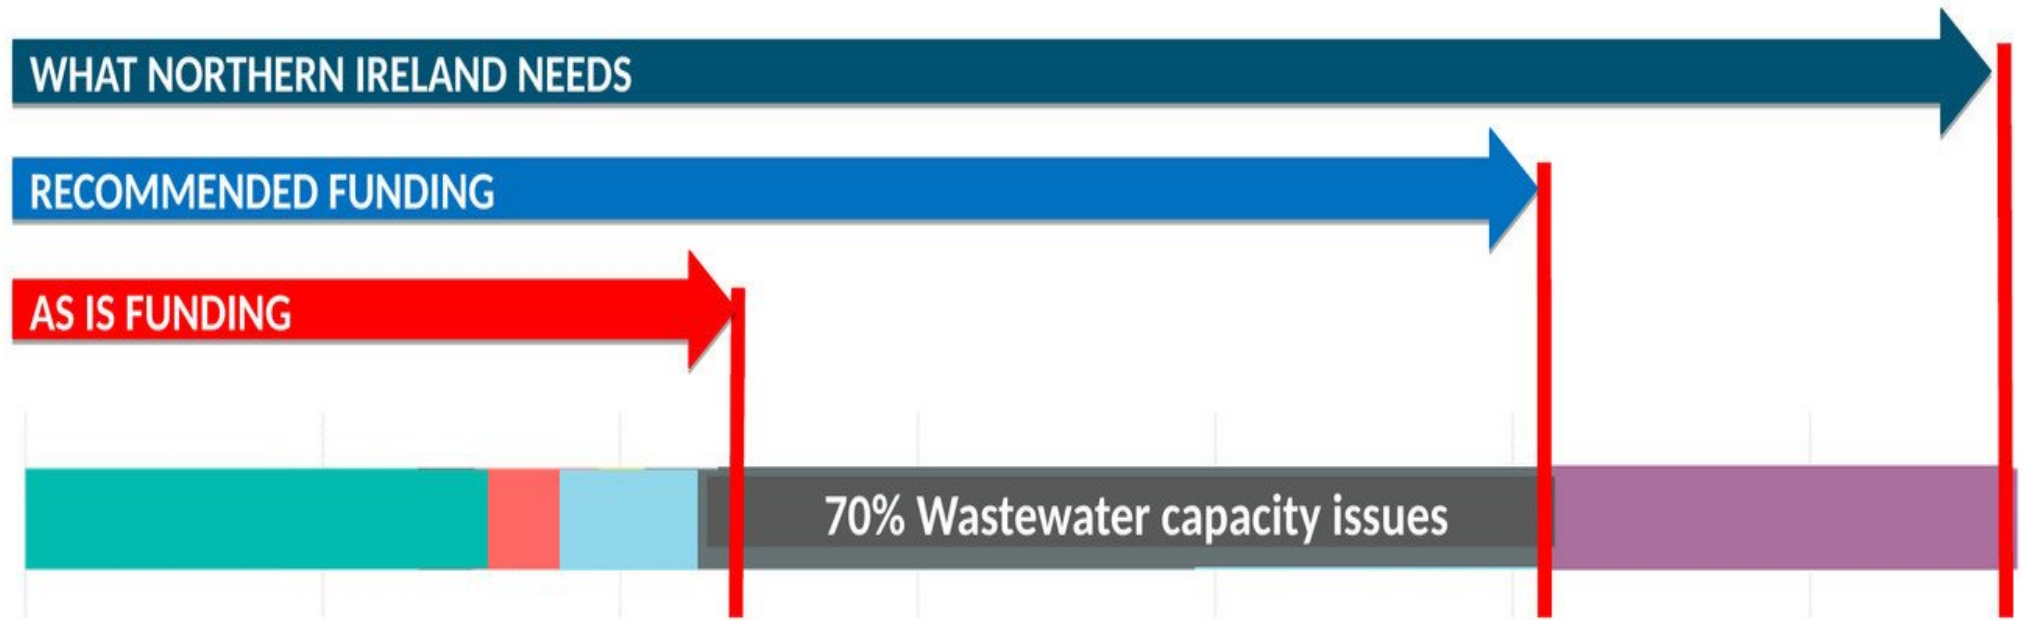 WHAT NORTHERN IRELAND NEEDS
RECOMMENDED FUNDING
AS IS FUNDING
70% Wastewater capacity issues